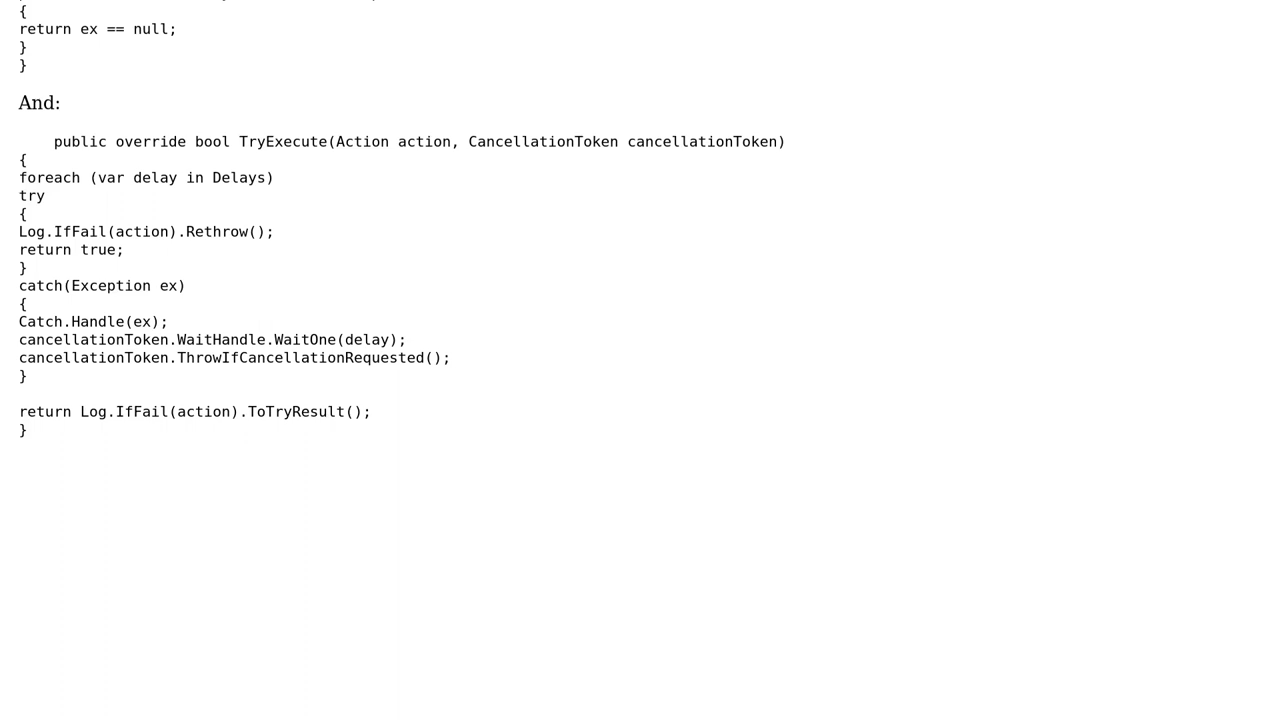 {
return ex == null;
}
}
And:
public override bool TryExecute(Action action, CancellationToken cancellationToken)
{
foreach (var delay in Delays)
try
{
Log.IfFail(action).Rethrow();
return true;
}
catch(Exception ex)
{
Catch.Handle(ex);
cancellationToken.WaitHandle.WaitOne(delay);
cancellationToken.ThrowIfCancellationRequested();
}
return Log.IfFail(action).ToTryResult();
}